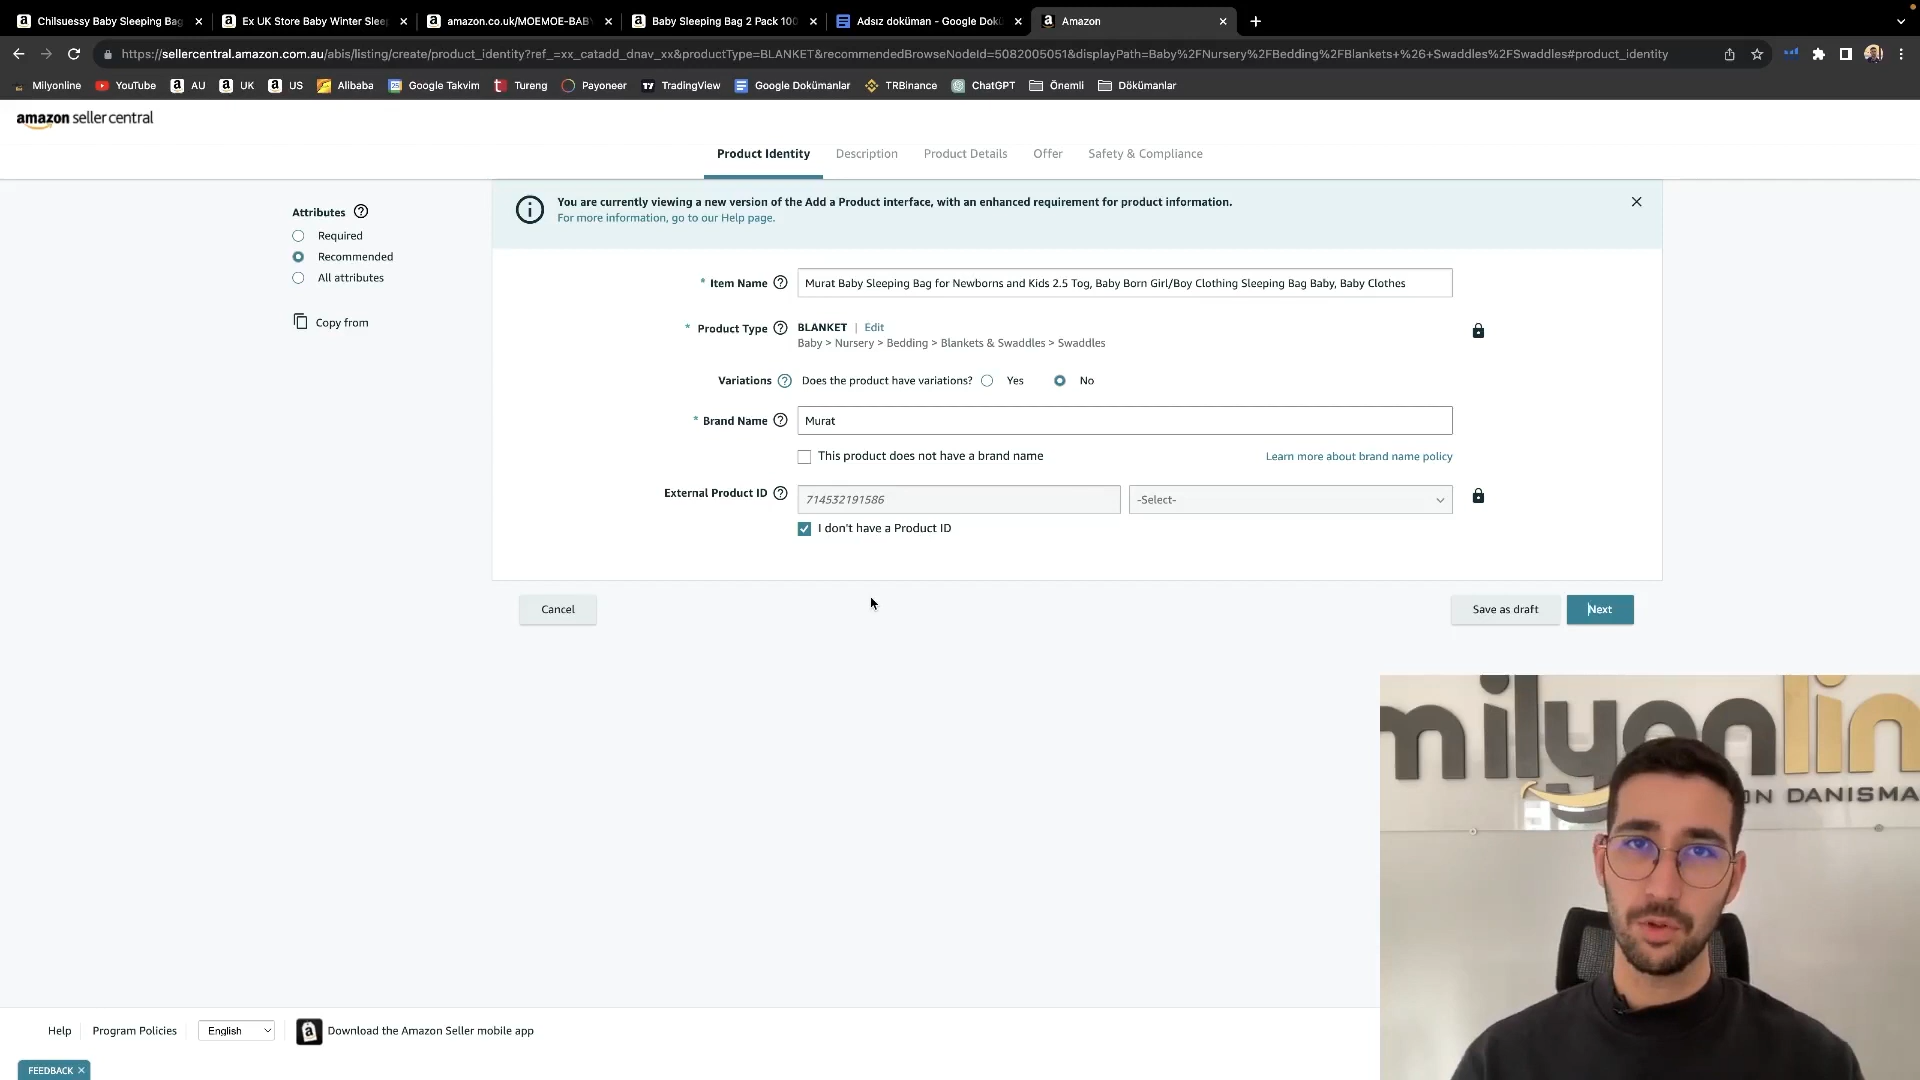 Chilsuessy Baby Sleeping Bag
Ex UK Store Baby Winter Slee
amazon.co.uk/MOEMOE-BABY
Baby Sleeping Bag 2 Pack 100
Adsız doküman - Google Dokü
Amazon
https://sellercentral.amazon.com.au/abis/listing/create/product_identity?ref_=xx_catadd_dnav_xx&productType=BLANKET&recommendedBrowseNodeId=5082005051&displayPath=Baby%2FNursery%2FBedding%2FBlankets+%26+Swaddles%2FSwaddles#product_identity
Milyonline
YouTube
AU
UK
US
Alibaba
Google Takvim
Tureng
Payoneer
TradingView
Google Dokümanlar
TRBinance
ChatGPT
Önemli
Dökümanlar
amazon seller central
Product Identity
Description
Product Details
Offer
Safety & Compliance
Attributes
Required
Recommended
All attributes
Copy from
You are currently viewing a new version of the Add a Product interface, with an enhanced requirement for product information.
For more information, go to our Help page.
* Item Name
Murat Baby Sleeping Bag for Newborns and Kids 2.5 Tog, Baby Born Girl/Boy Clothing Sleeping Bag Baby, Baby Clothes
* Product Type
BLANKET | Edit
Baby > Nursery > Bedding > Blankets & Swaddles > Swaddles
Variations
Does the product have variations?
Yes
No
* Brand Name
Murat
This product does not have a brand name
Learn more about brand name policy
External Product ID
714532191586
-Select-
I don't have a Product ID
Cancel
Save as draft
Next
milyonlin
ON DANISMA
Help
Program Policies
English
Download the Amazon Seller mobile app
FEEDBACK